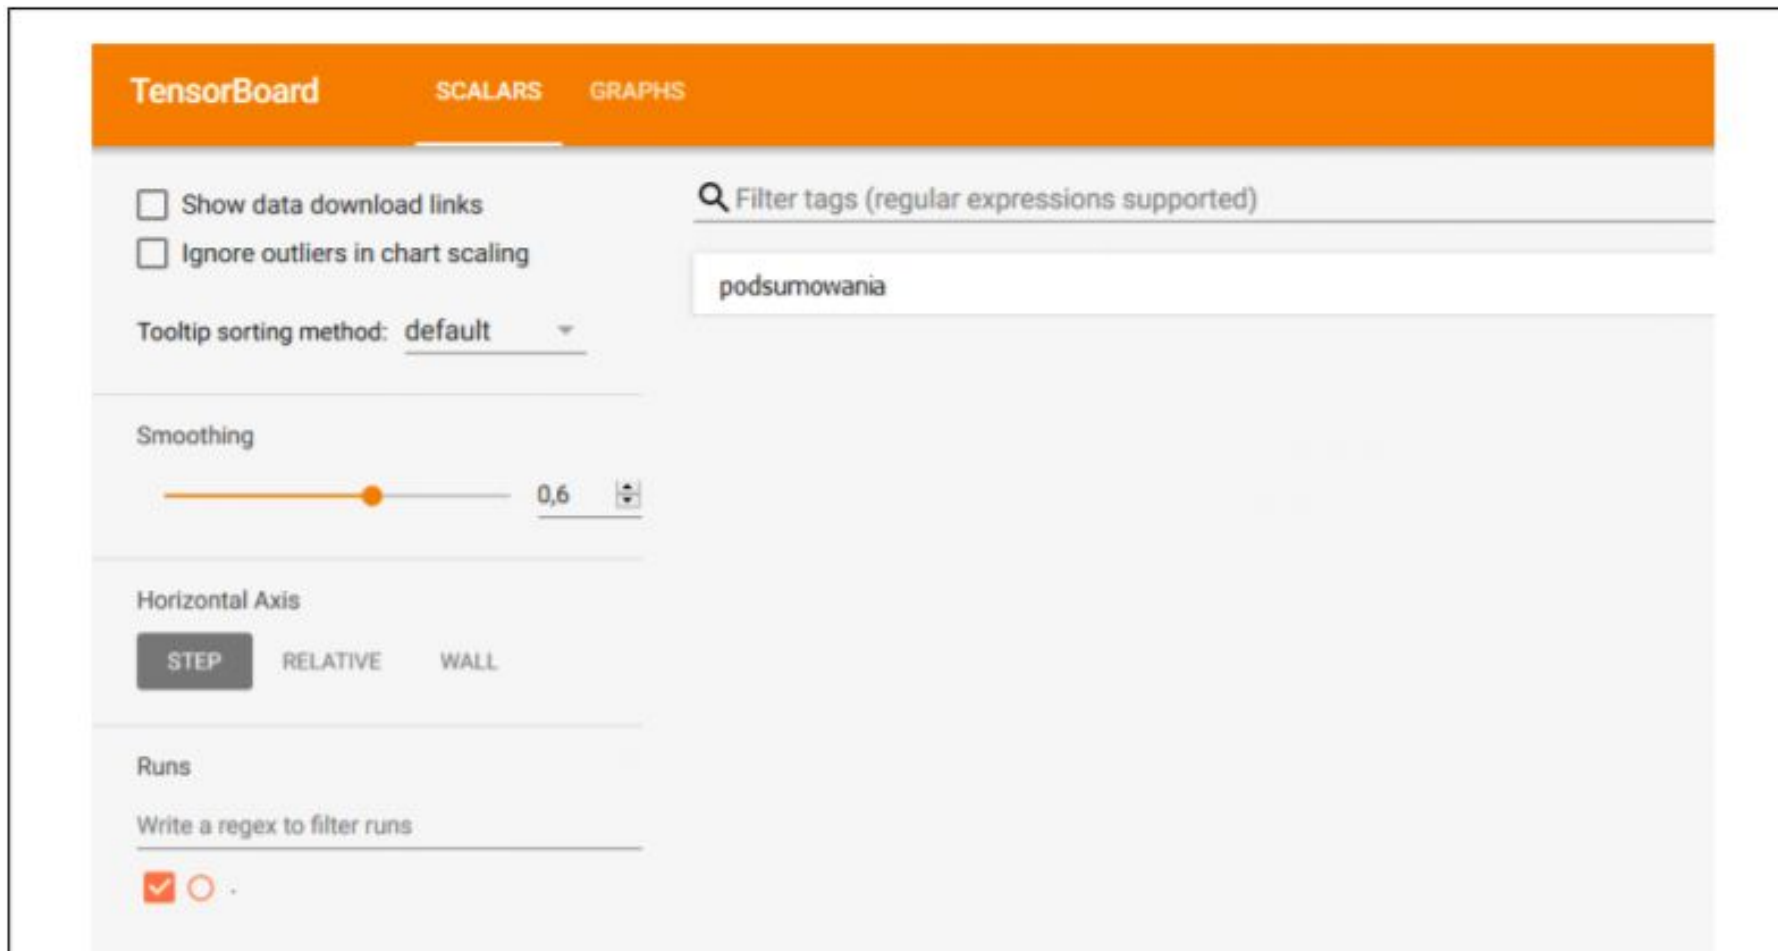 TensorBoard SCALARS GRAPHS
Show data download links
Ignore outliers in chart scaling
Tooltip sorting method: default
Smoothing
0,6
Horizontal Axis
STEP RELATIVE WALL
Runs
Write a regex to filter runs
.
Filter tags (regular expressions supported)
podsumowania